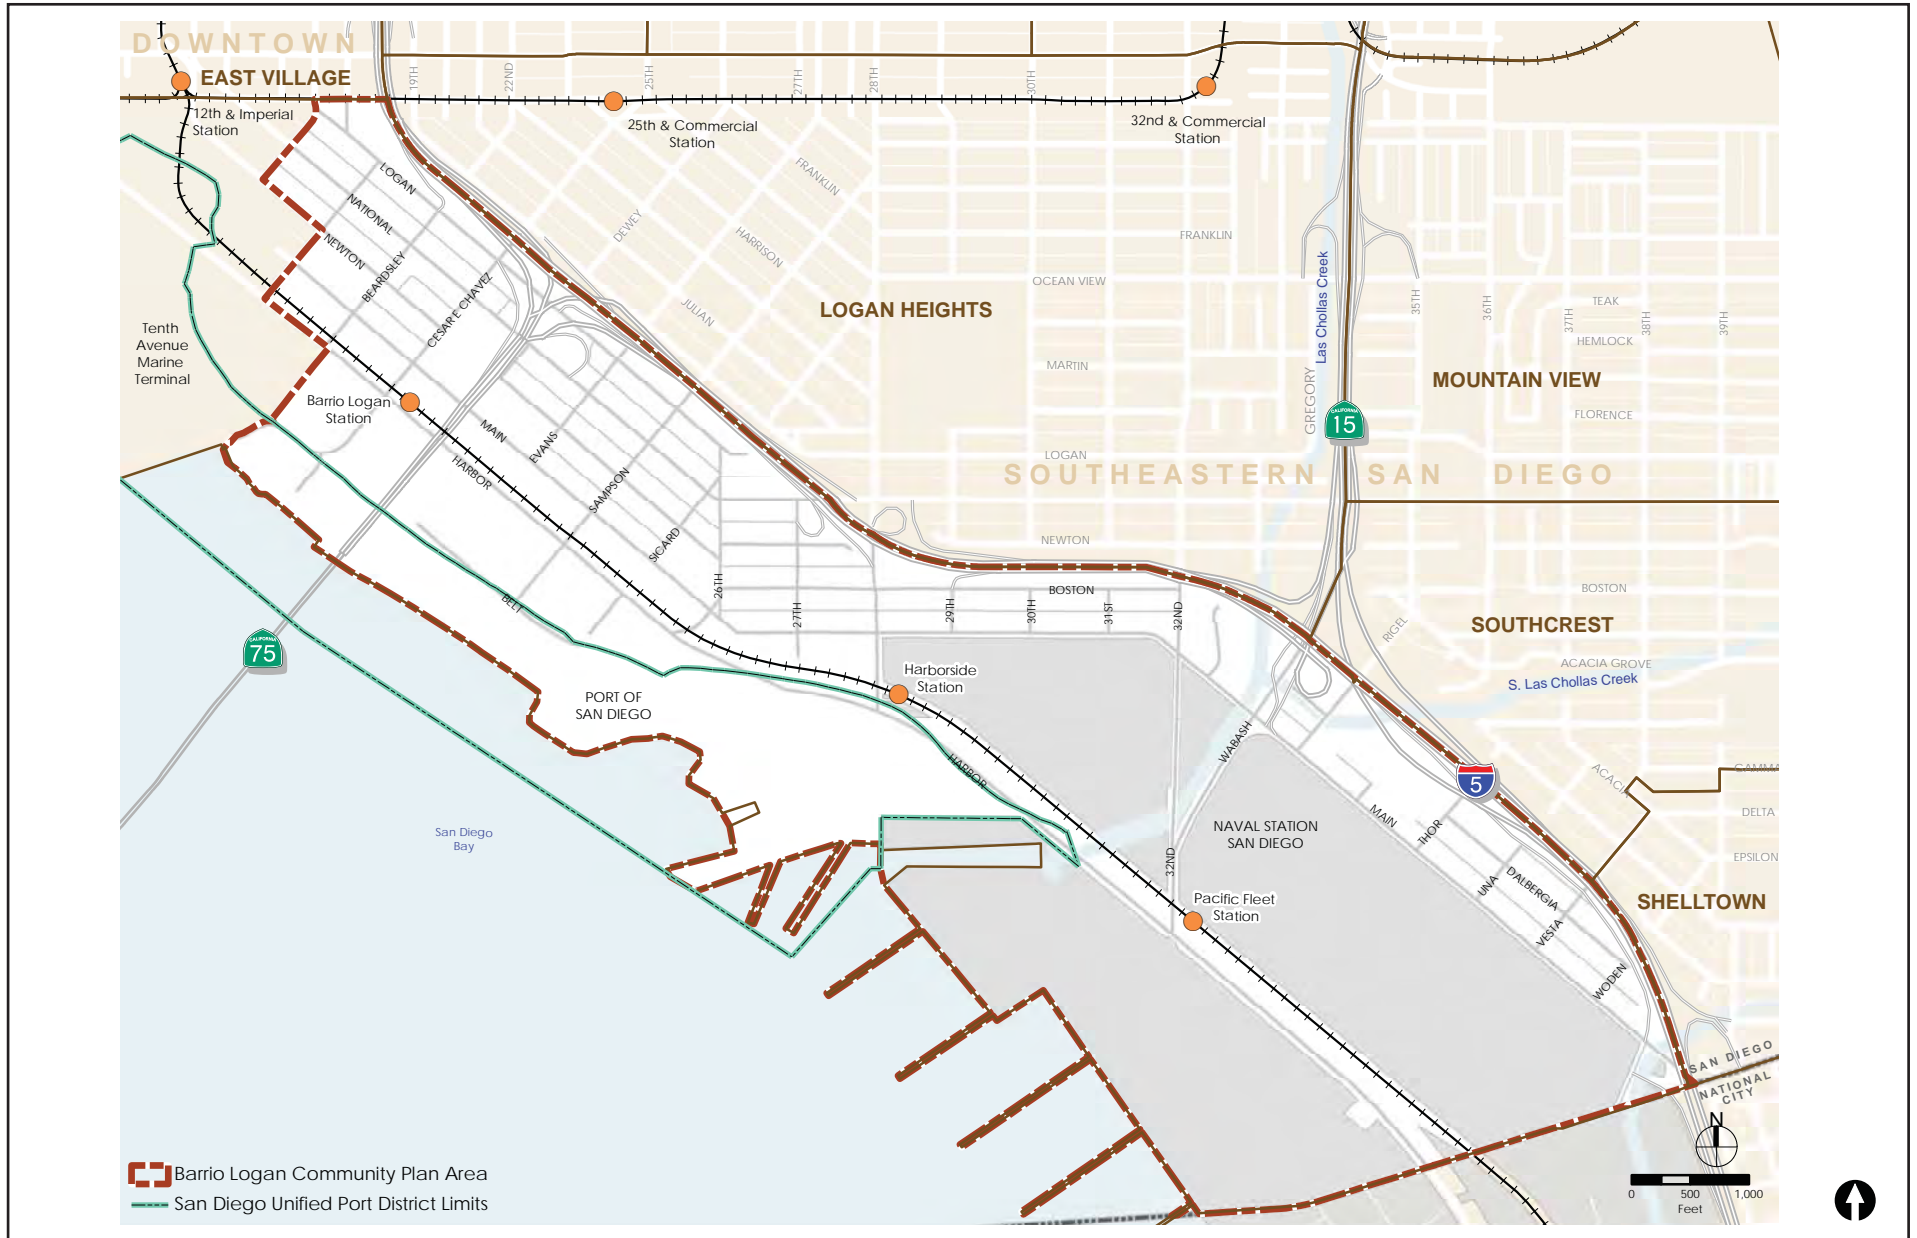 DOWNTOWN
EAST VILLAGE
19TH
22ND
25TH
27TH
28TH
30TH
12th & Imperial
Station
25th & Commercial
Station
32nd & Commercial
Station
LOGAN
NATIONAL
NEWTON
BEARDSLEY
CESAR E CHAVEZ
FRANKLIN
DEWEY
HARRISON
JULIAN
FRANKLIN
OCEAN VIEW
LOGAN HEIGHTS
MARTIN
LOGAN
NEWTON
Las Chollas Creek
GREGORY
35TH
36TH
37TH
38TH
39TH
TEAK
HEMLOCK
MOUNTAIN VIEW
FLORENCE
CALIFORNIA
15
SOUTHEASTERN SAN DIEGO
Tenth
Avenue
Marine
Terminal
Barrio Logan
Station
MAIN
HARBOR
EVANS
SAMPSON
SICARD
26TH
27TH
BELT
BOSTON
29TH
30TH
31ST
32ND
BOSTON
SOUTHCREST
RIGEL
ACACIA GROVE
S. Las Chollas Creek
CALIFORNIA
75
PORT OF
SAN DIEGO
Harborside
Station
HARBOR
WABASH
5
ACACIA
GAMMA
DELTA
EPSILON
San Diego
Bay
NAVAL STATION
SAN DIEGO
32ND
MAIN
THOR
UNA
DALBERGIA
VESTA
WODEN
SHELLTOWN
Pacific Fleet
Station
SAN DIEGO
NATIONAL
CITY
N
Barrio Logan Community Plan Area
San Diego Unified Port District Limits
0 500 1,000
Feet